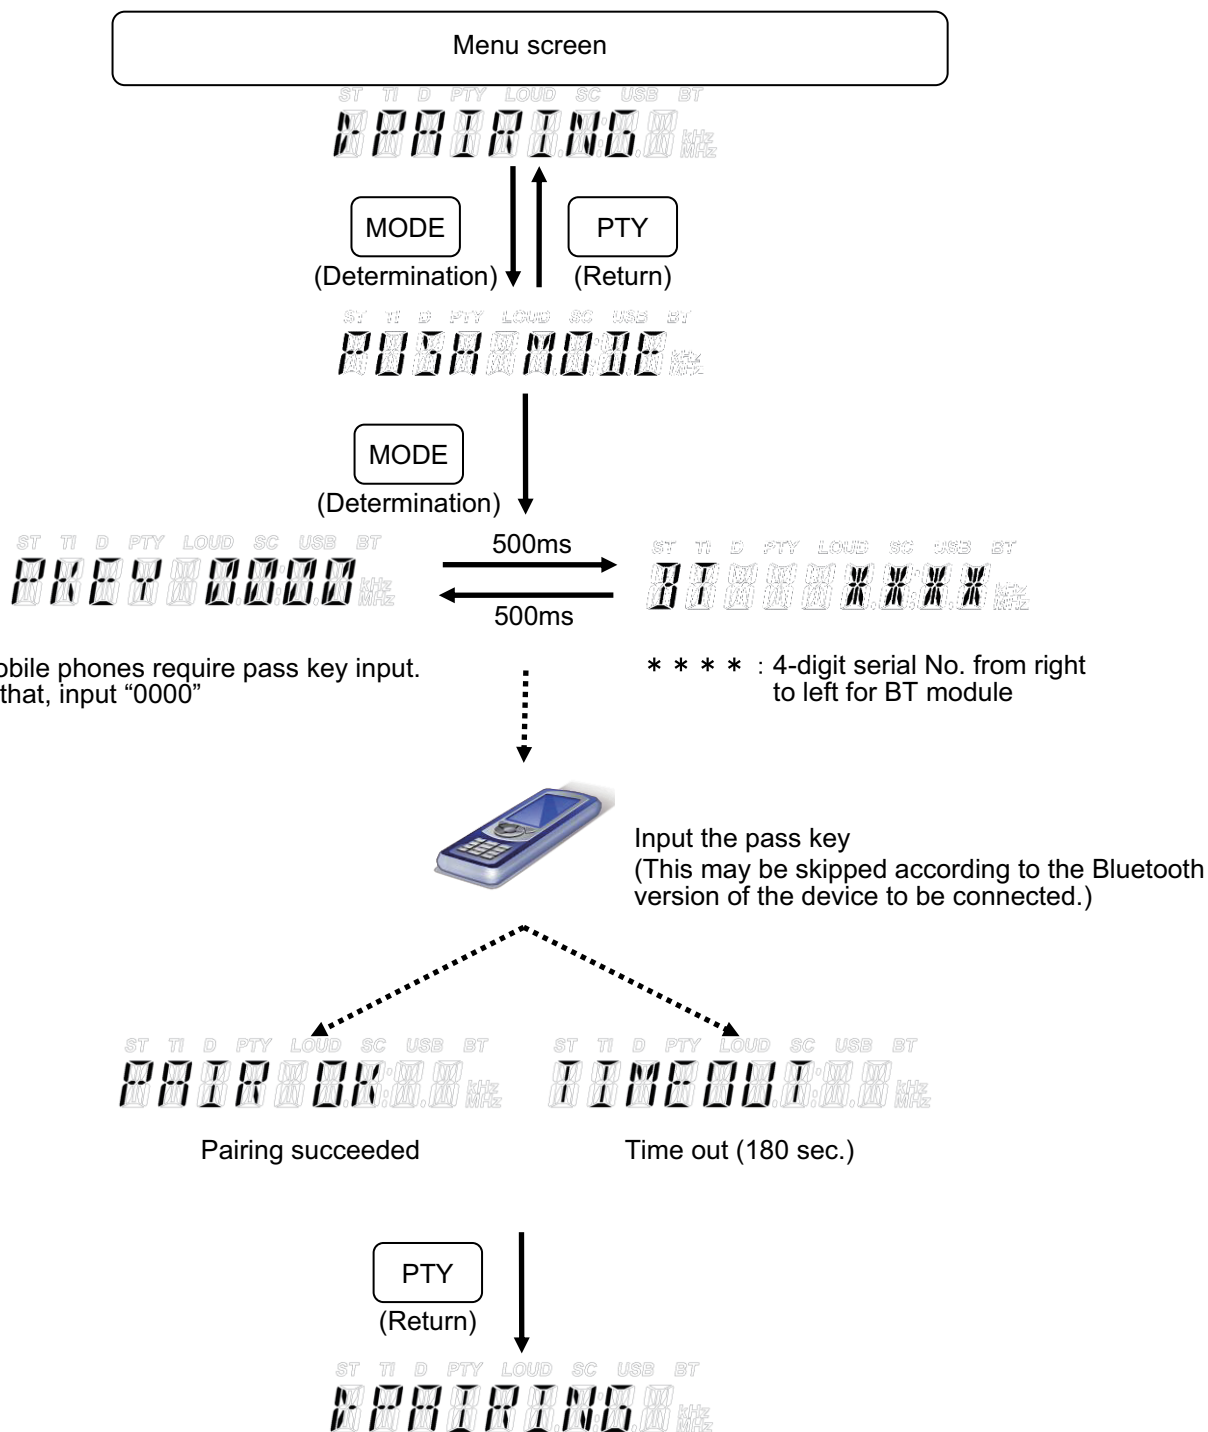 Menu screen
ST TI D PTY LOUD SC USB BT
PAIRING kHz MHz
MODE
PTY
(Determination)
(Return)
ST TI D PTY LOUD SC USB BT
PUSH MODE kHz MHz
MODE
(Determination)
500ms
500ms
ST TI D PTY LOUD SC USB BT
PKEY 0000 kHz MHz
ST TI D PTY LOUD SC USB BT
BT **** kHz MHz
obile phones require pass key input.
that, input “0000”
＊＊＊＊ : 4-digit serial No. from right
to left for BT module
Input the pass key
(This may be skipped according to the Bluetooth
version of the device to be connected.)
ST TI D PTY LOUD SC USB BT
PAIR OK kHz MHz
Pairing succeeded
ST TI D PTY LOUD SC USB BT
TIMEOUT kHz MHz
Time out (180 sec.)
PTY
(Return)
ST TI D PTY LOUD SC USB BT
PAIRING kHz MHz